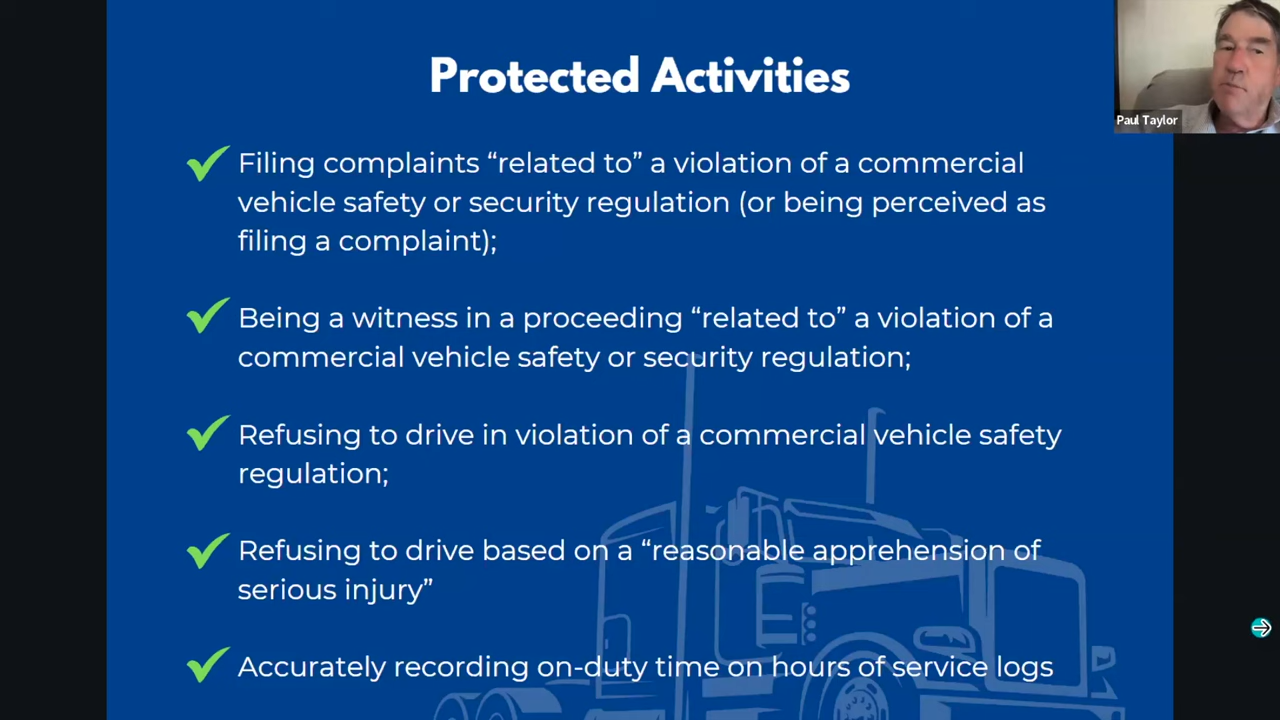 Protected Activities
Paul Taylor
Filing complaints “related to” a violation of a commercial
vehicle safety or security regulation (or being perceived as
filing a complaint);
Being a witness in a proceeding “related to” a violation of a
commercial vehicle safety or security regulation;
Refusing to drive in violation of a commercial vehicle safety
regulation;
Refusing to drive based on a “reasonable apprehension of
serious injury”
Accurately recording on-duty time on hours of service logs